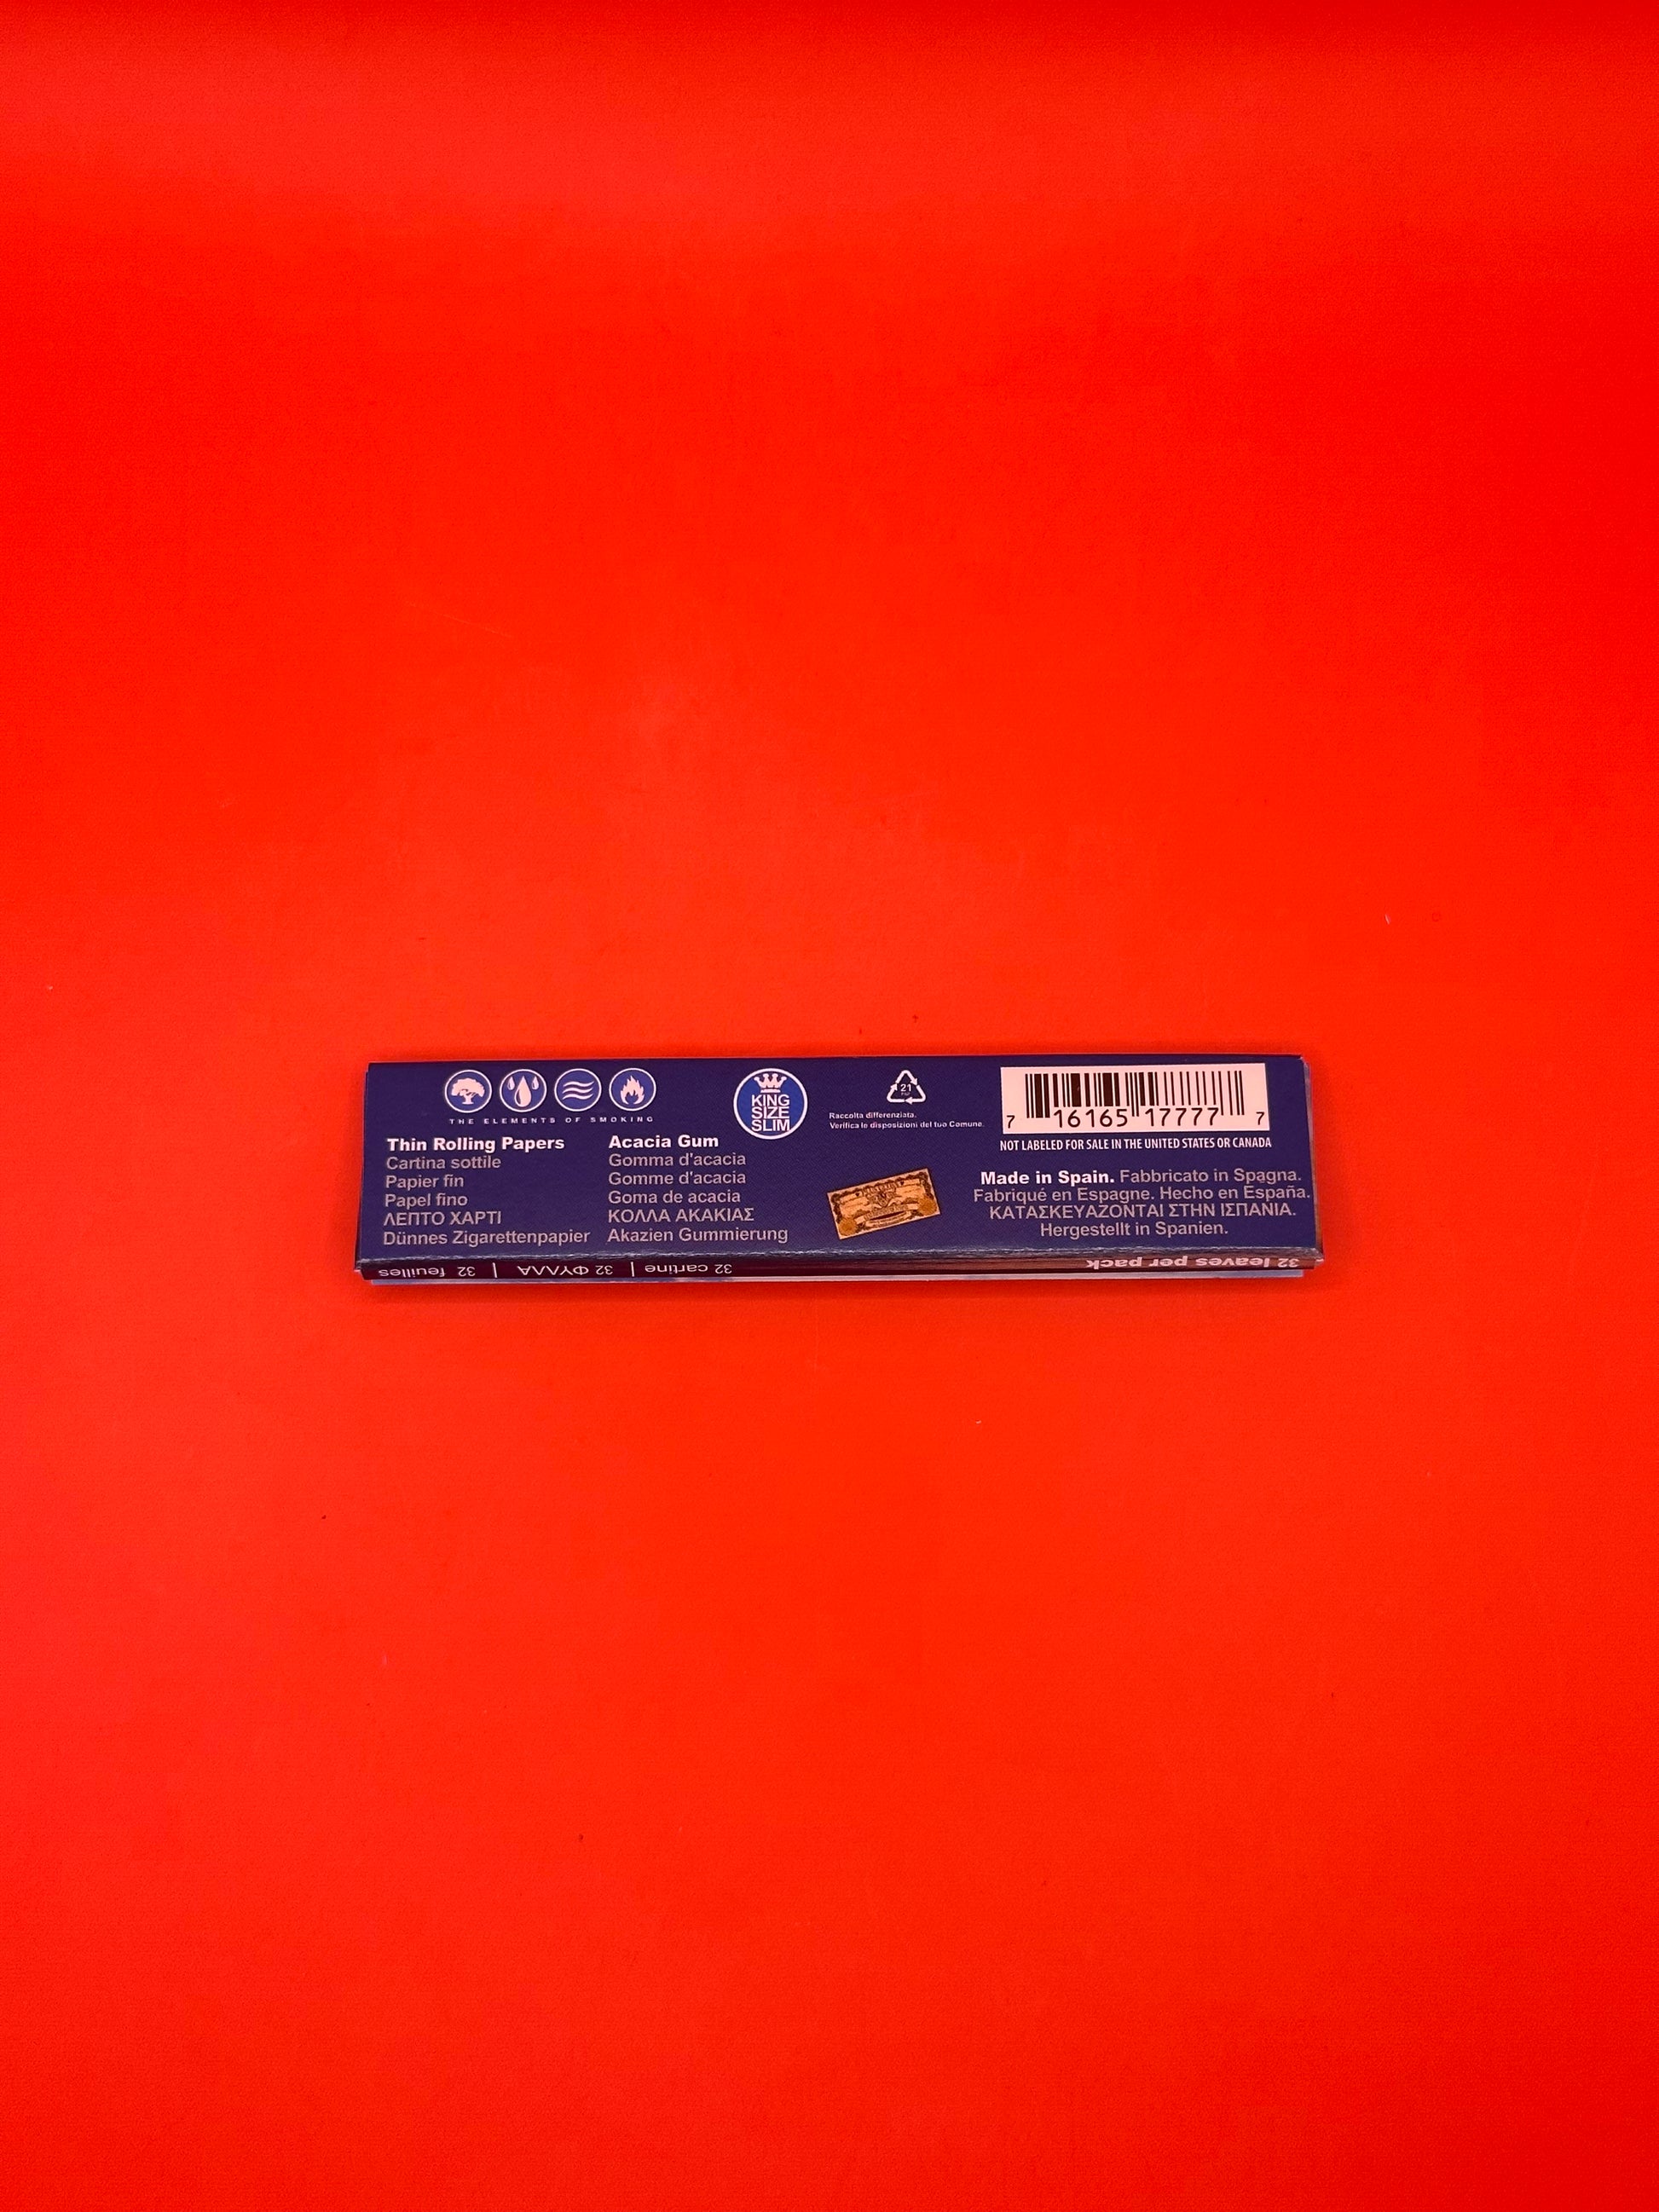 THE ELEMENTS OF SMOKING
Thin Rolling Papers
Cartina sottile
Papier fin
Papel fino
ΛΕΠΤΟ ΧΑΡΤΙ
Dünnes Zigarettenpapier
Acacia Gum
Gomma d'acacia
Gomme d'acacia
Goma de acacia
ΚΟΛΛΑ ΑΚΑΚΙΑΣ
Akazien Gummierung
KING
SIZE
SLIM
21
PAP
Raccolta differenziata.
Verifica le disposizioni del tuo Comune.
7 16165 17777 7
NOT LABELED FOR SALE IN THE UNITED STATES OR CANADA
Made in Spain. Fabbricato in Spagna.
Fabriqué en Espagne. Hecho en España.
ΚΑΤΑΣΚΕΥΑΖΟΝΤΑΙ ΣΤΗΝ ΙΣΠΑΝΙΑ.
Hergestellt in Spanien.
32 leaves per pack
32 cartine | 32 ΦΥΛΛΑ | 32 feuilles